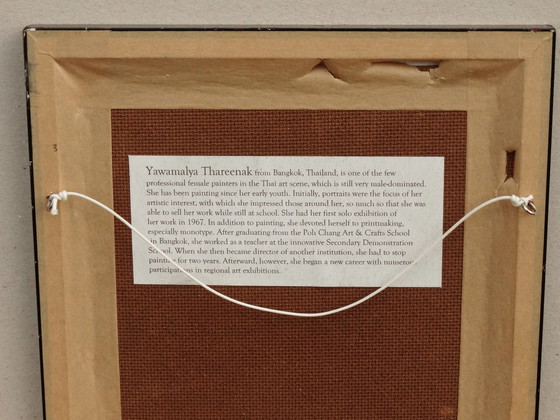 Yawamalya Thareenak from Bangkok, Thailand, is one of the few
professional female painters in the Thai art scene, which is still very male-dominated.
She has been painting since her early youth. Initially, portraits were the focus of her
artistic interest, with which she impressed those around her, so much so that she was
able to sell her work while still at school. She had her first solo exhibition of
her work in 1967. In addition to painting, she devoted herself to printmaking,
especially monotype. After graduating from the Poh Chang Art & Crafts School
in Bangkok, she worked as a teacher at the innovative Secondary Demonstration
School. When she then became director of another institution, she had to stop
painting for two years. Afterward, however, she began a new career with numerous
participations in regional art exhibitions.
3